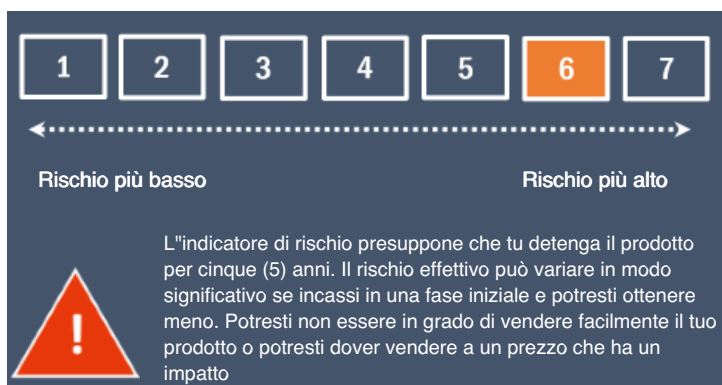 1 2 3 4 5 6 7
Rischio più basso Rischio più alto
L"indicatore di rischio presuppone che tu detenga il prodotto
per cinque (5) anni. Il rischio effettivo può variare in modo
significativo se incassi in una fase iniziale e potresti ottenere
meno. Potresti non essere in grado di vendere facilmente il tuo
prodotto o potresti dover vendere a un prezzo che ha un
impatto
!